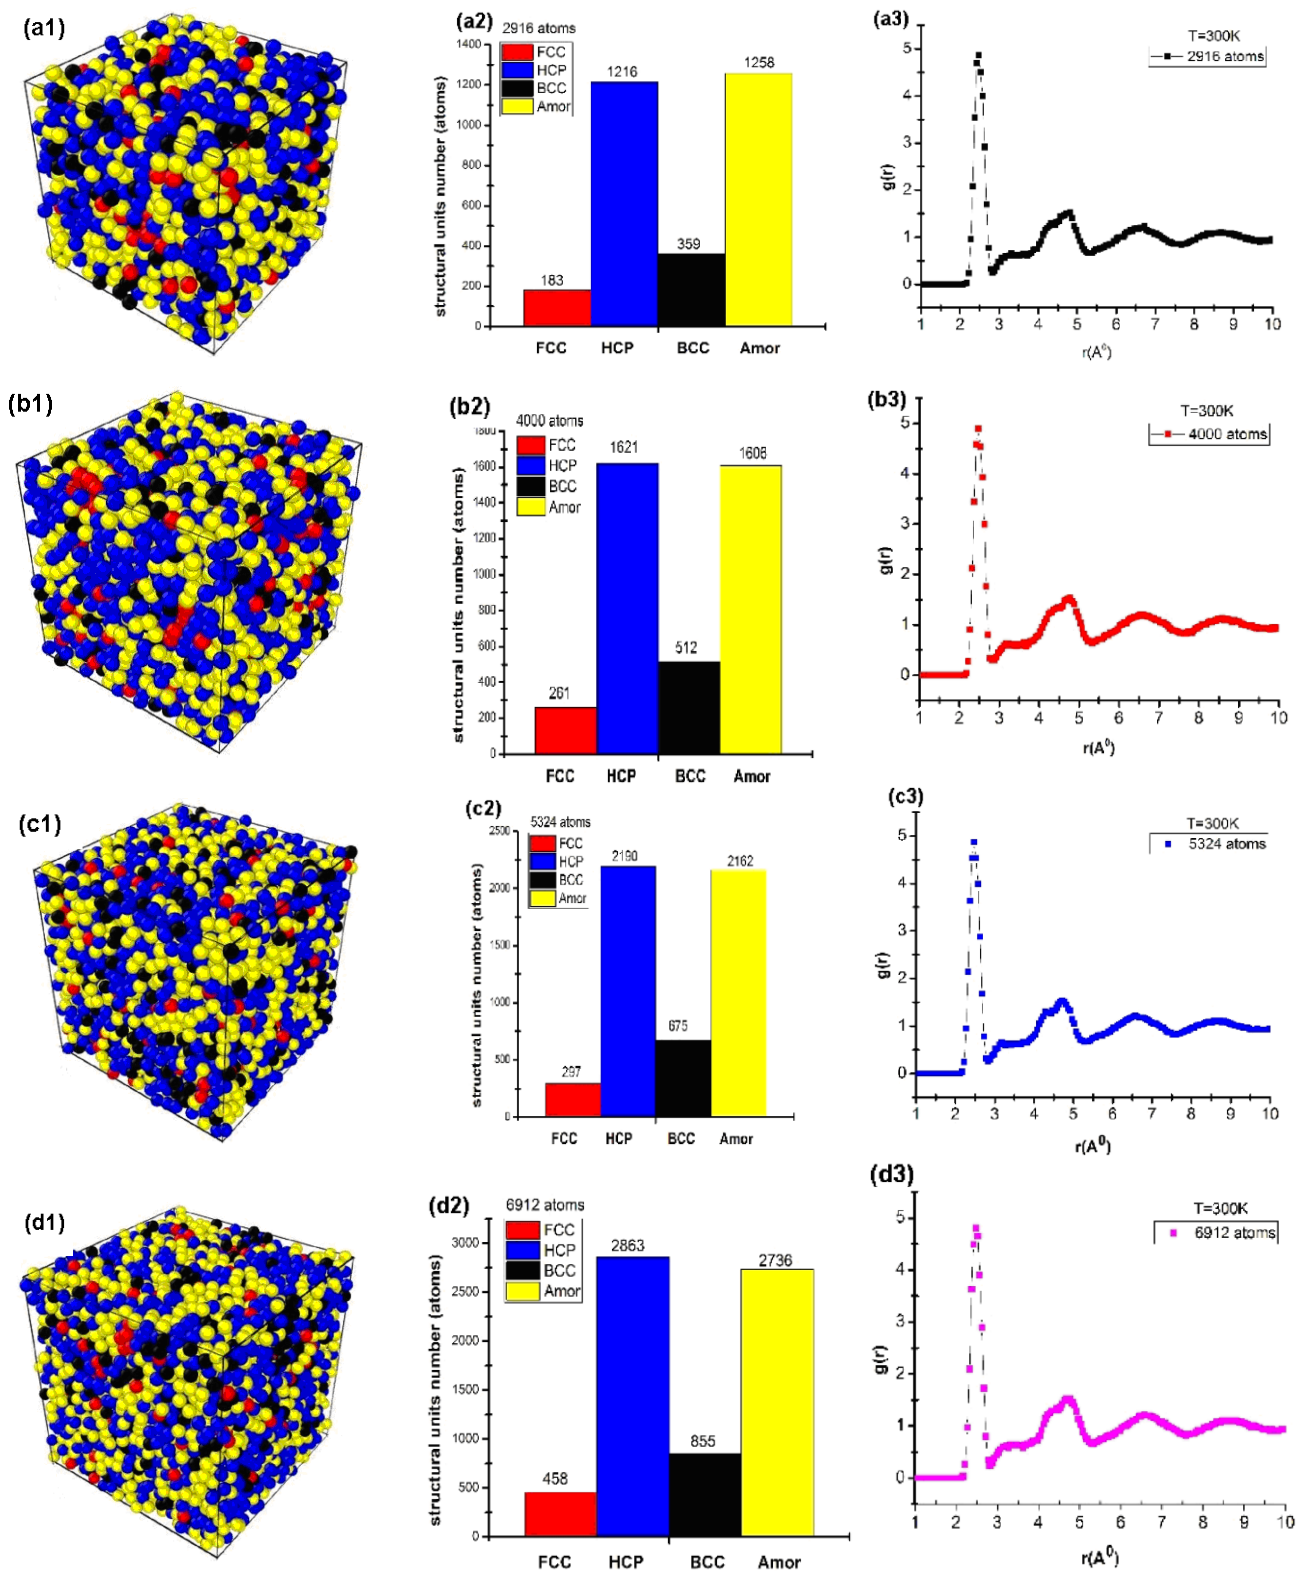 (a1)
(a2)
2916 atoms
FCC
HCP
BCC
Amor
structural units number (atoms)
1400
1200
1000
800
600
400
200
0
183
1216
359
1258
FCC HCP BCC Amor
(a3)
T=300K
2916 atoms
g(r)
5
4
3
2
1
0
1 2 3 4 5 6 7 8 9 10
r(A⁰)
(b1)
(b2)
4000 atoms
FCC
HCP
BCC
Amor
structural units number (atoms)
1800
1600
1400
1200
1000
800
600
400
200
0
261
1621
512
1608
FCC HCP BCC Amor
(b3)
T=300K
4000 atoms
g(r)
5
4
3
2
1
0
1 2 3 4 5 6 7 8 9 10
r(A⁰)
(c1)
(c2)
5324 atoms
FCC
HCP
BCC
Amor
structural units number (atoms)
2500
2000
1500
1000
500
0
297
2190
675
2162
FCC HCP BCC Amor
(c3)
T=300K
5324 atoms
g(r)
5
4
3
2
1
0
1 2 3 4 5 6 7 8 9 10
r(A⁰)
(d1)
(d2)
6912 atoms
FCC
HCP
BCC
Amor
structural units number (atoms)
3000
2500
2000
1500
1000
500
0
458
2863
855
2736
FCC HCP BCC Amor
(d3)
T=300K
6912 atoms
g(r)
5
4
3
2
1
0
1 2 3 4 5 6 7 8 9 10
r(A⁰)